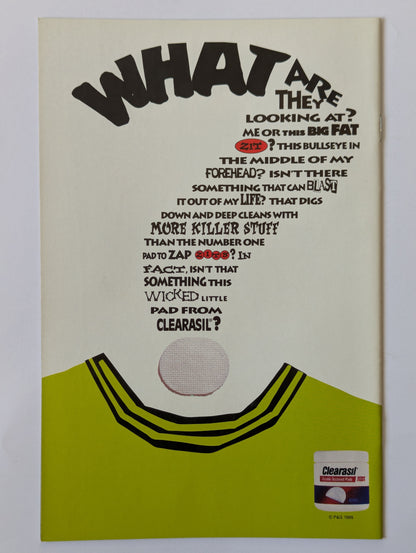 WHAT ARE
THEY
LOOKING AT?
ME OR THIS BIG FAT
ZIT? THIS BULLSEYE IN
THE MIDDLE OF MY
FOREHEAD? ISN'T THERE
SOMETHING THAT CAN BLAST
IT OUT OF MY LIFE? THAT DIGS
DOWN AND DEEP CLEANS WITH
MORE KILLER STUFF
THAN THE NUMBER ONE
PAD TO ZAP ZITS? IN
FACT, ISN'T THAT
SOMETHING THIS
WICKED LITTLE
PAD FROM
CLEARASIL?
Clearasil